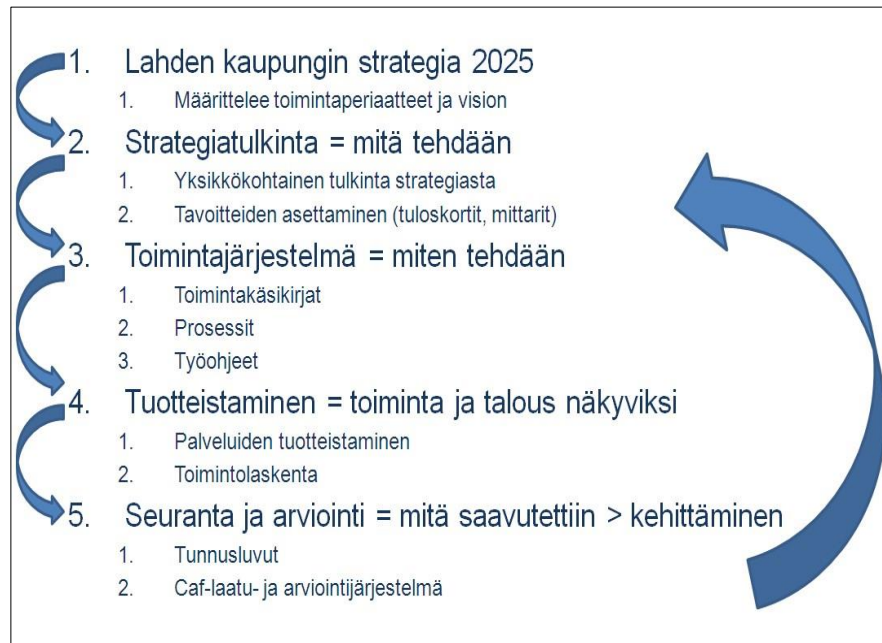 1. Lahden kaupungin strategia 2025
1. Määrittelee toimintaperiaatteet ja vision
2. Strategiatulkinta = mitä tehdään
1. Yksikkökohtainen tulkinta strategiasta
2. Tavoitteiden asettaminen (tuloskortit, mittarit)
3. Toimintajärjestelmä = miten tehdään
1. Toimintakäsikirjat
2. Prosessit
3. Työohjeet
4. Tuotteistaminen = toiminta ja talous näkyviksi
1. Palveluiden tuotteistaminen
2. Toimintolaskenta
5. Seuranta ja arviointi = mitä saavutettiin > kehittäminen
1. Tunnusluvut
2. Caf-laatu- ja arviointijärjestelmä